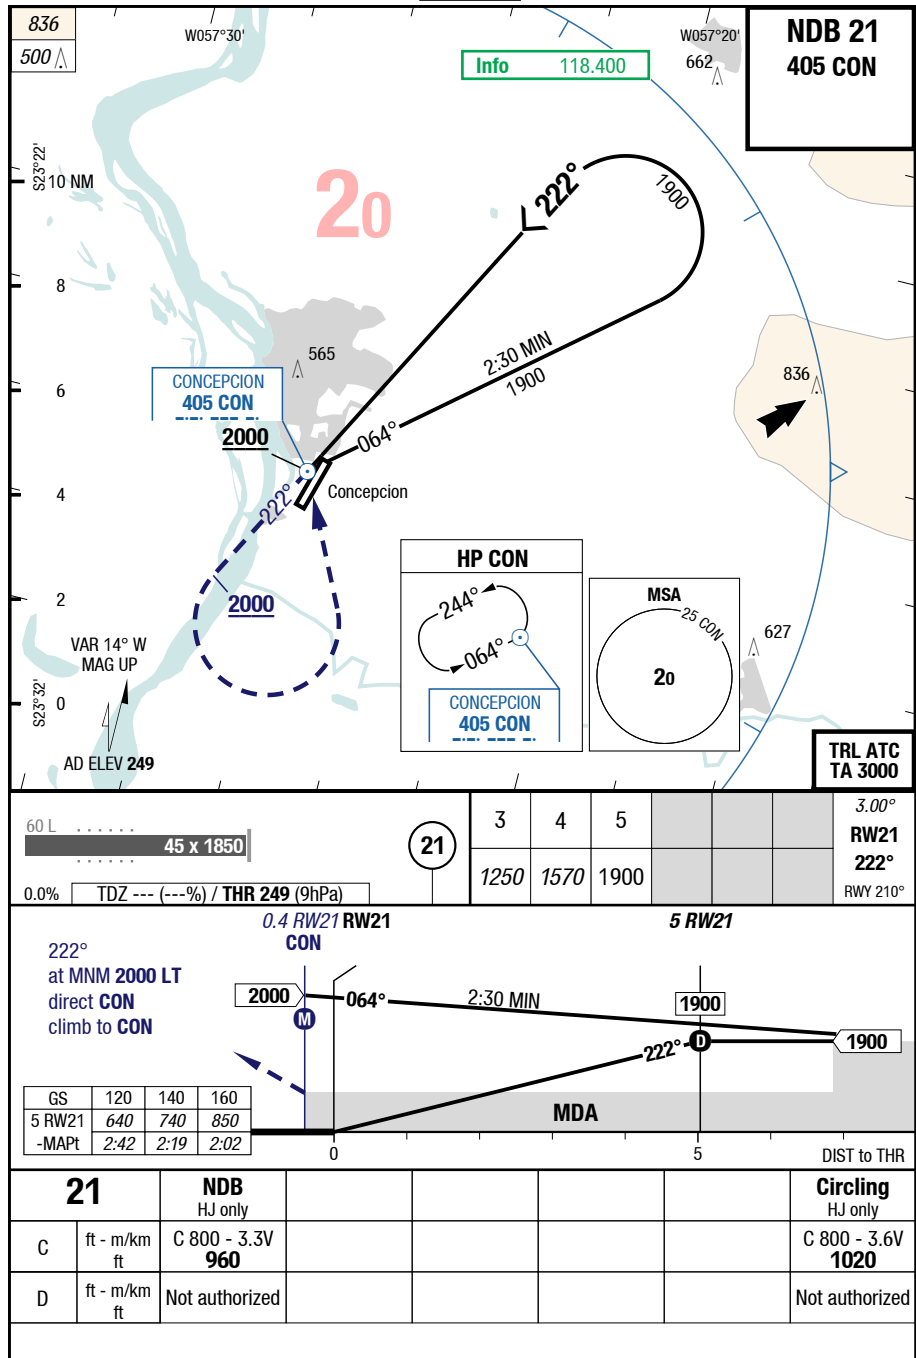 836
500
W057°30'
W057°20'
NDB 21
405 CON
Info 118.400
662
S23°22'
10 NM
20
222°
1900
8
565
2:30 MIN
1900
836
6
CONCEPCION
405 CON
2000
064°
4
222°
Concepcion
HP CON
244°
064°
CONCEPCION
405 CON
MSA
25 CON
20
627
2
2000
VAR 14° W
MAG UP
S23°32'
0
AD ELEV 249
TRL ATC
TA 3000
60 L
45 x 1850
0.0%
TDZ --- (---%) / THR 249 (9hPa)
21
3 4 5
1250 1570 1900
3.00°
RW21
222°
RWY 210°
0.4 RW21 RW21
CON
5 RW21
222°
at MNM 2000 LT
direct CON
climb to CON
2000
064°
2:30 MIN
1900
M
222°
D
1900
MDA
GS 120 140 160
5 RW21 640 740 850
-MAPt 2:42 2:19 2:02
0
5
DIST to THR
21
NDB
HJ only
Circling
HJ only
C
ft - m/km
ft
C 800 - 3.3V
960
C 800 - 3.6V
1020
D
ft - m/km
ft
Not authorized
Not authorized